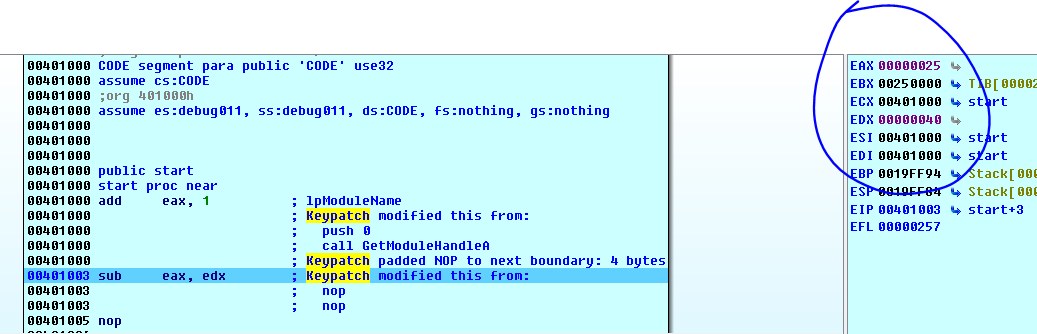 00401000 CODE segment para public 'CODE' use32
00401000 assume cs:CODE
00401000 ;org 401000h
00401000 assume es:debug011, ss:debug011, ds:CODE, fs:nothing, gs:nothing
00401000
00401000
00401000
00401000 public start
00401000 start proc near
00401000 add eax, 1 ; lpModuleName
00401000 ; Keypatch modified this from:
00401000 ; push 0
00401000 ; call GetModuleHandleA
00401000 ; Keypatch padded NOP to next boundary: 4 bytes
00401003 sub eax, edx ; Keypatch modified this from:
00401003 ; nop
00401003 ; nop
00401005 nop
EAX 00000025
EBX 00250000 TIB[00002
ECX 00401000 start
EDX 00000040
ESI 00401000 start
EDI 00401000 start
EBP 0019FF94 Stack[000
ESP 0019FF84 Stack[000
EIP 00401003 start+3
EFL 00000257